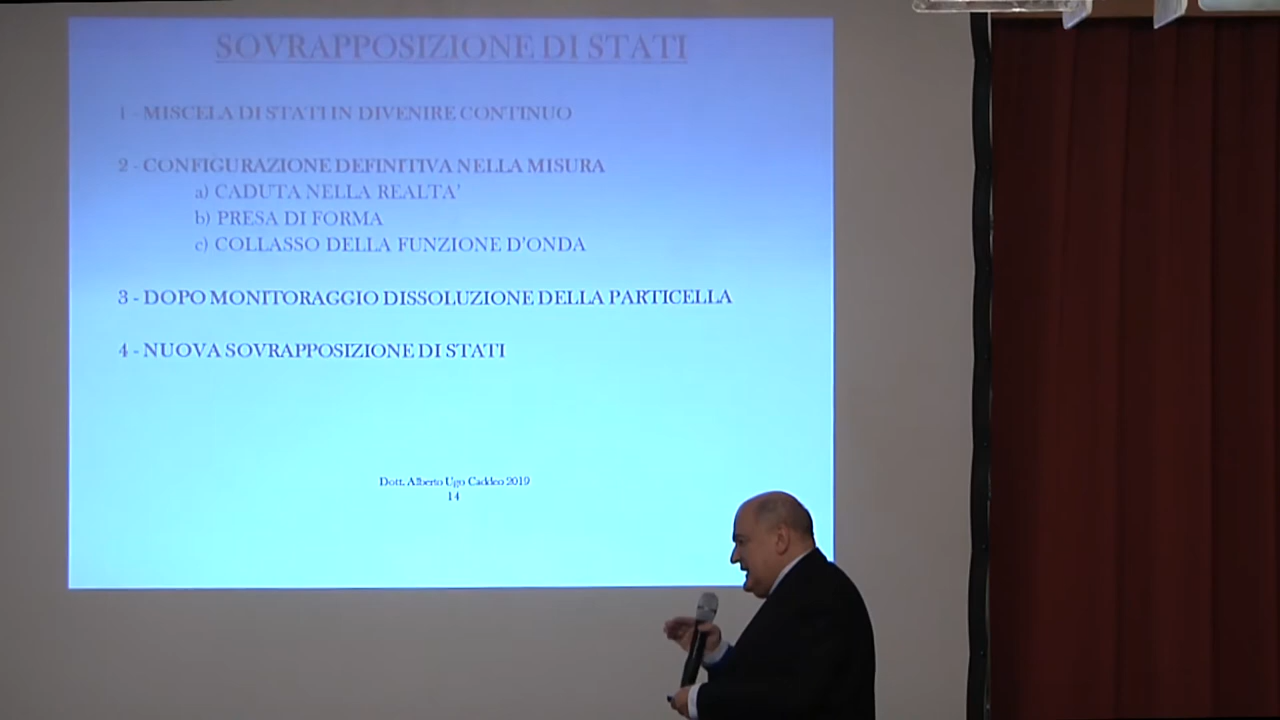 SOVRAPPOSIZIONE DI STATI
1 - MISCELA DI STATI IN DIVENIRE CONTINUO
2 - CONFIGURAZIONE DEFINITIVA NELLA MISURA
a) CADUTA NELLA REALTA'
b) PRESA DI FORMA
c) COLLASSO DELLA FUNZIONE D'ONDA
3 - DOPO MONITORAGGIO DISSOLUZIONE DELLA PARTICELLA
4 - NUOVA SOVRAPPOSIZIONE DI STATI
Dott. Alberto Ugo Caddeo 2019
14